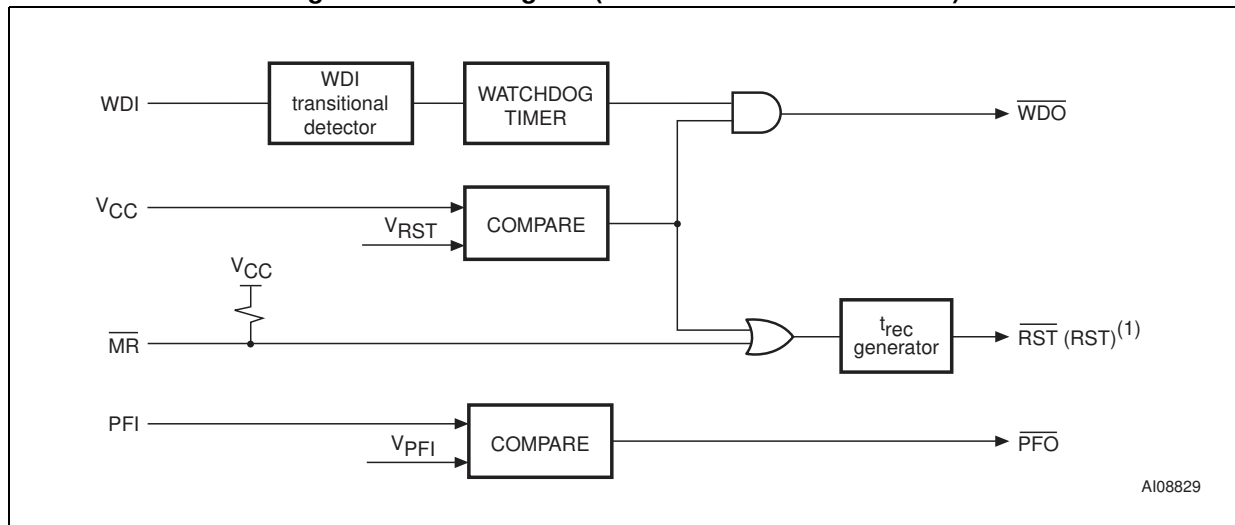 WDI
WDI
transitional
detector
WATCHDOG
TIMER
WDO
VCC
VRST
COMPARE
VCC
MR
trec
generator
RST (RST)(1)
PFI
VPFI
COMPARE
PFO
AI08829